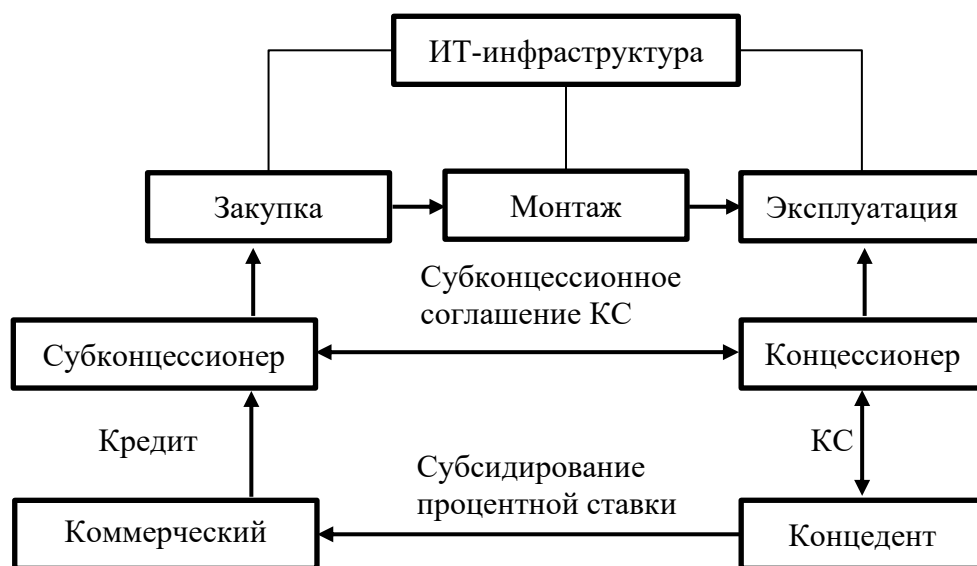 ИТ-инфраструктура
Закупка
Монтаж
Эксплуатация
Субконцессионное
соглашение КС
Субконцессионер
Концессионер
Кредит
КС
Субсидирование
процентной ставки
Коммерческий
Концедент